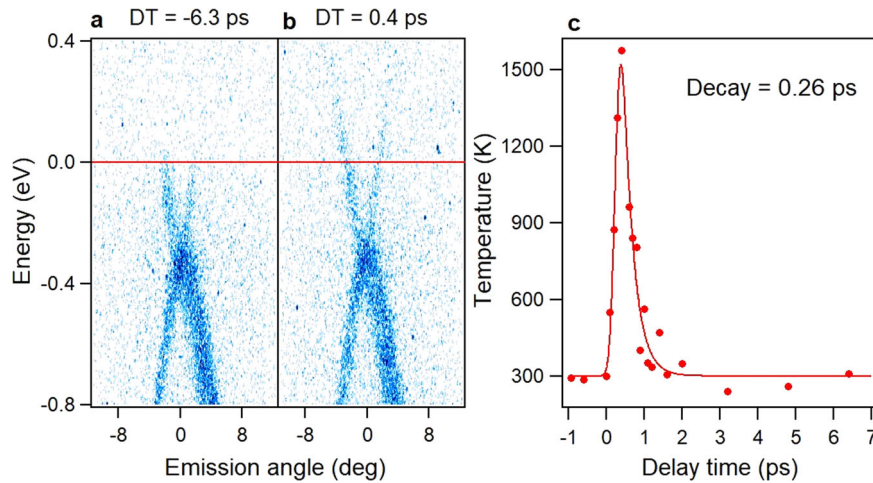 a DT = -6.3 ps
b DT = 0.4 ps
c
0.4
0.0
-0.4
-0.8
Energy (eV)
-8 0 8
-8 0 8
Emission angle (deg)
Decay = 0.26 ps
1500
1200
900
600
300
Temperature (K)
-1 0 1 2 3 4 5 6 7
Delay time (ps)